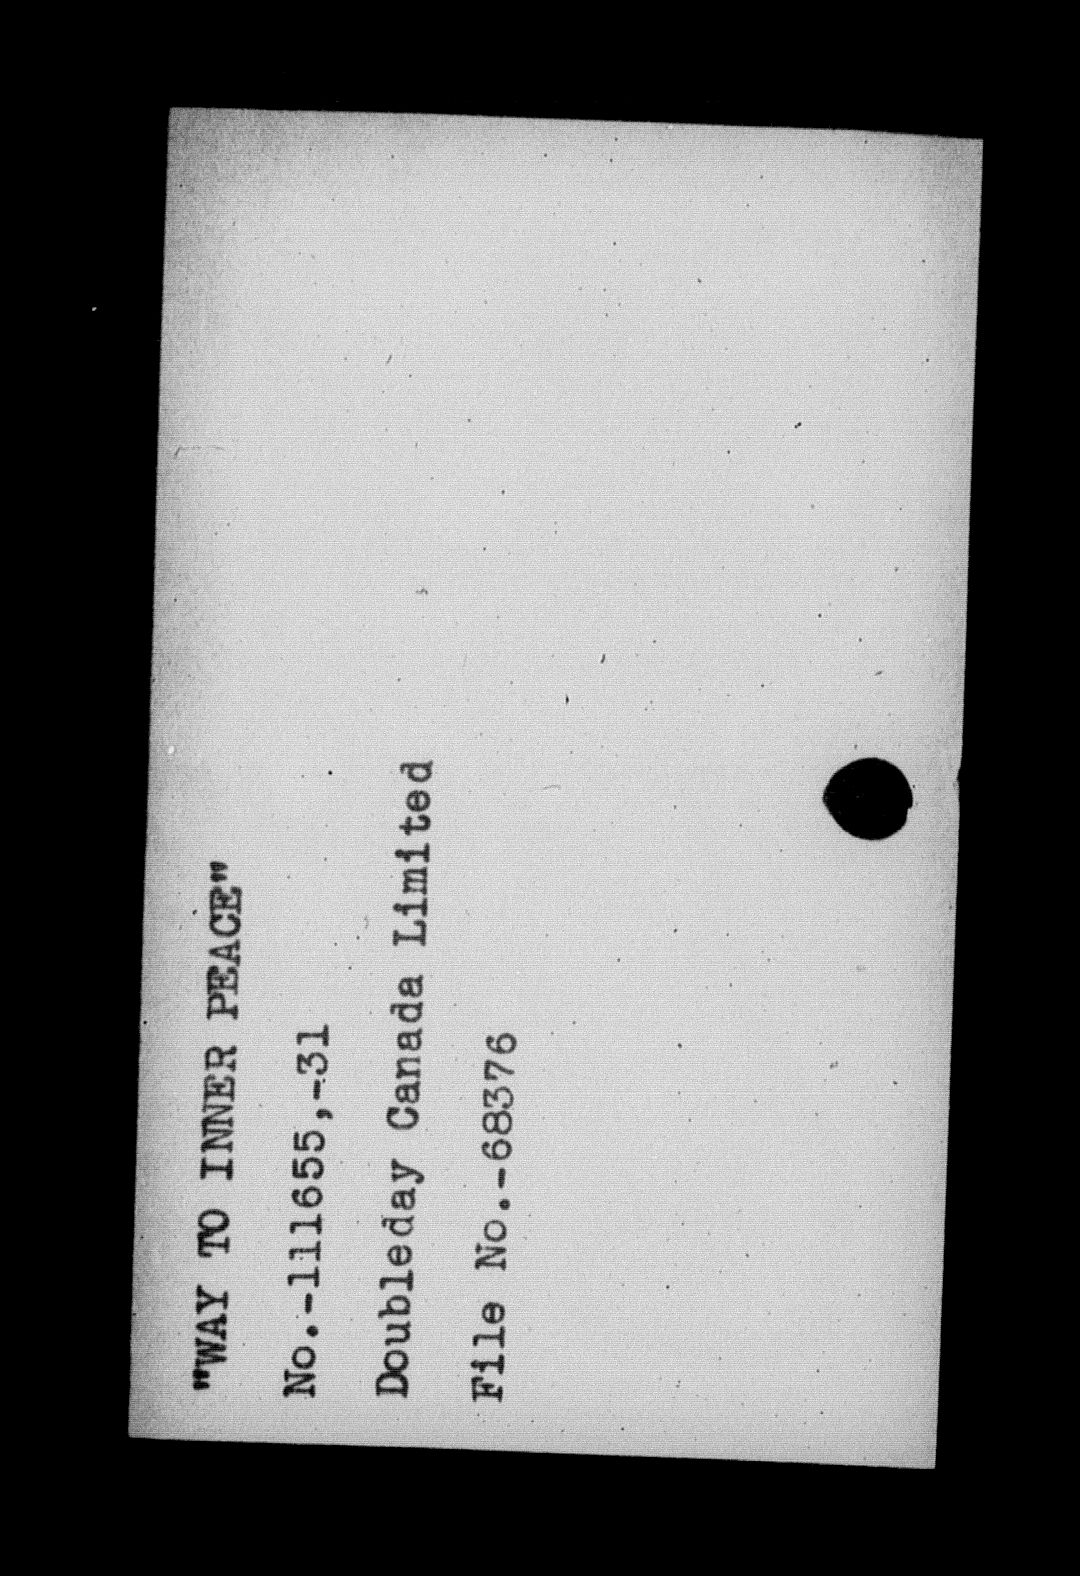 "WAY TO INNER PEACE"
No.-111655,-31
Doubleday Canada Limited
File No.-68376